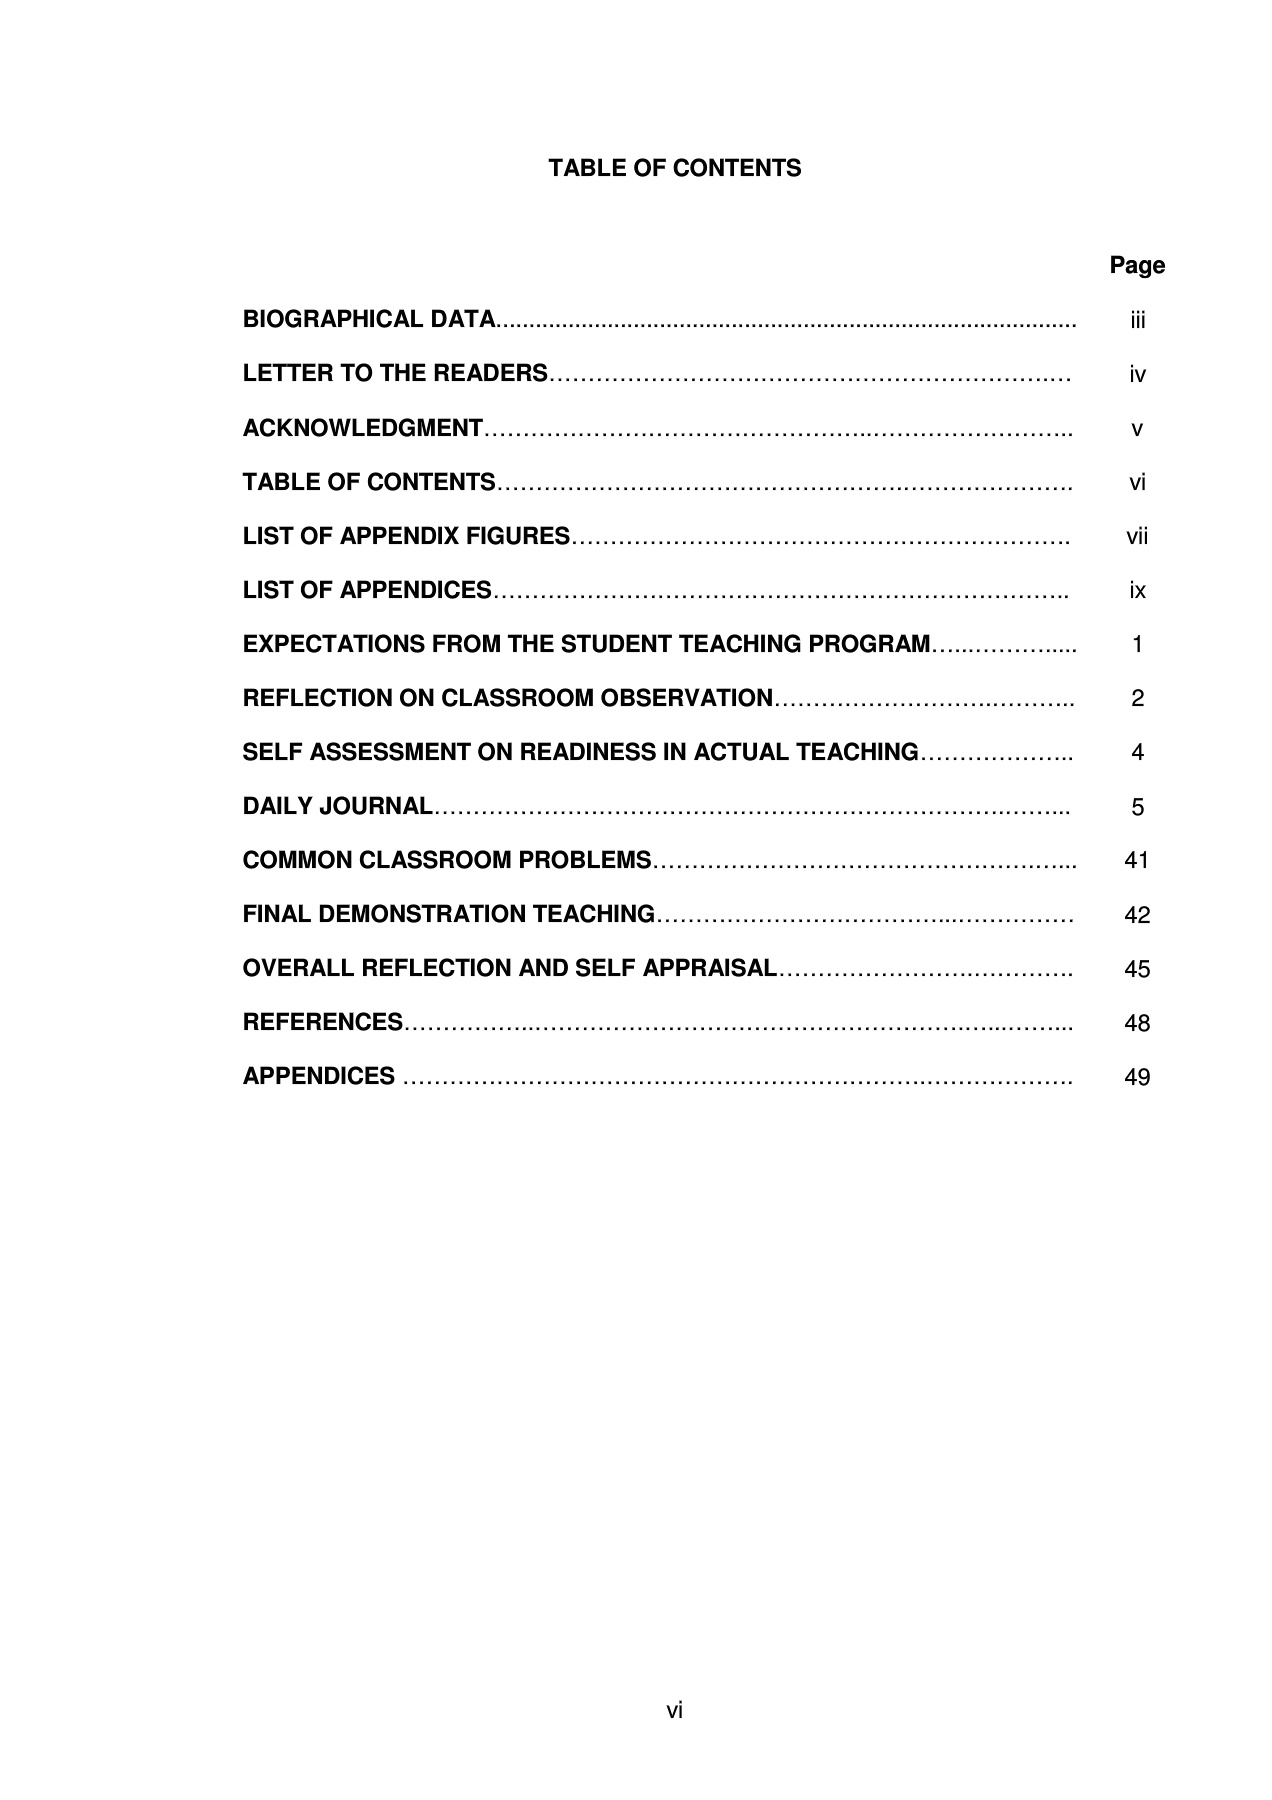 TABLE OF CONTENTS
Page
BIOGRAPHICAL DATA…................................................................................... iii
LETTER TO THE READERS……………………………………………………….…… iv
ACKNOWLEDGMENT…………………………………………..…………………….. v
TABLE OF CONTENTS……………….……………………………….………………. vi
LIST OF APPENDIX FIGURES………………………………………………………. vii
LIST OF APPENDICES……………………………………………………………….. ix
EXPECTATIONS FROM THE STUDENT TEACHING PROGRAM…...………..... 1
REFLECTION ON CLASSROOM OBSERVATION……………………….……….. 2
SELF ASSESSMENT ON READINESS IN ACTUAL TEACHING……………….. 4
DAILY JOURNAL……………………………………………………………….……... 5
COMMON CLASSROOM PROBLEMS……………………………………….……... 41
FINAL DEMONSTRATION TEACHING………………………………...…………… 42
OVERALL REFLECTION AND SELF APPRAISAL…………………….…………. 45
REFERENCES……………..……………………………………………….…...……... 48
APPENDICES ………………………………………………………….………………. 49
vi